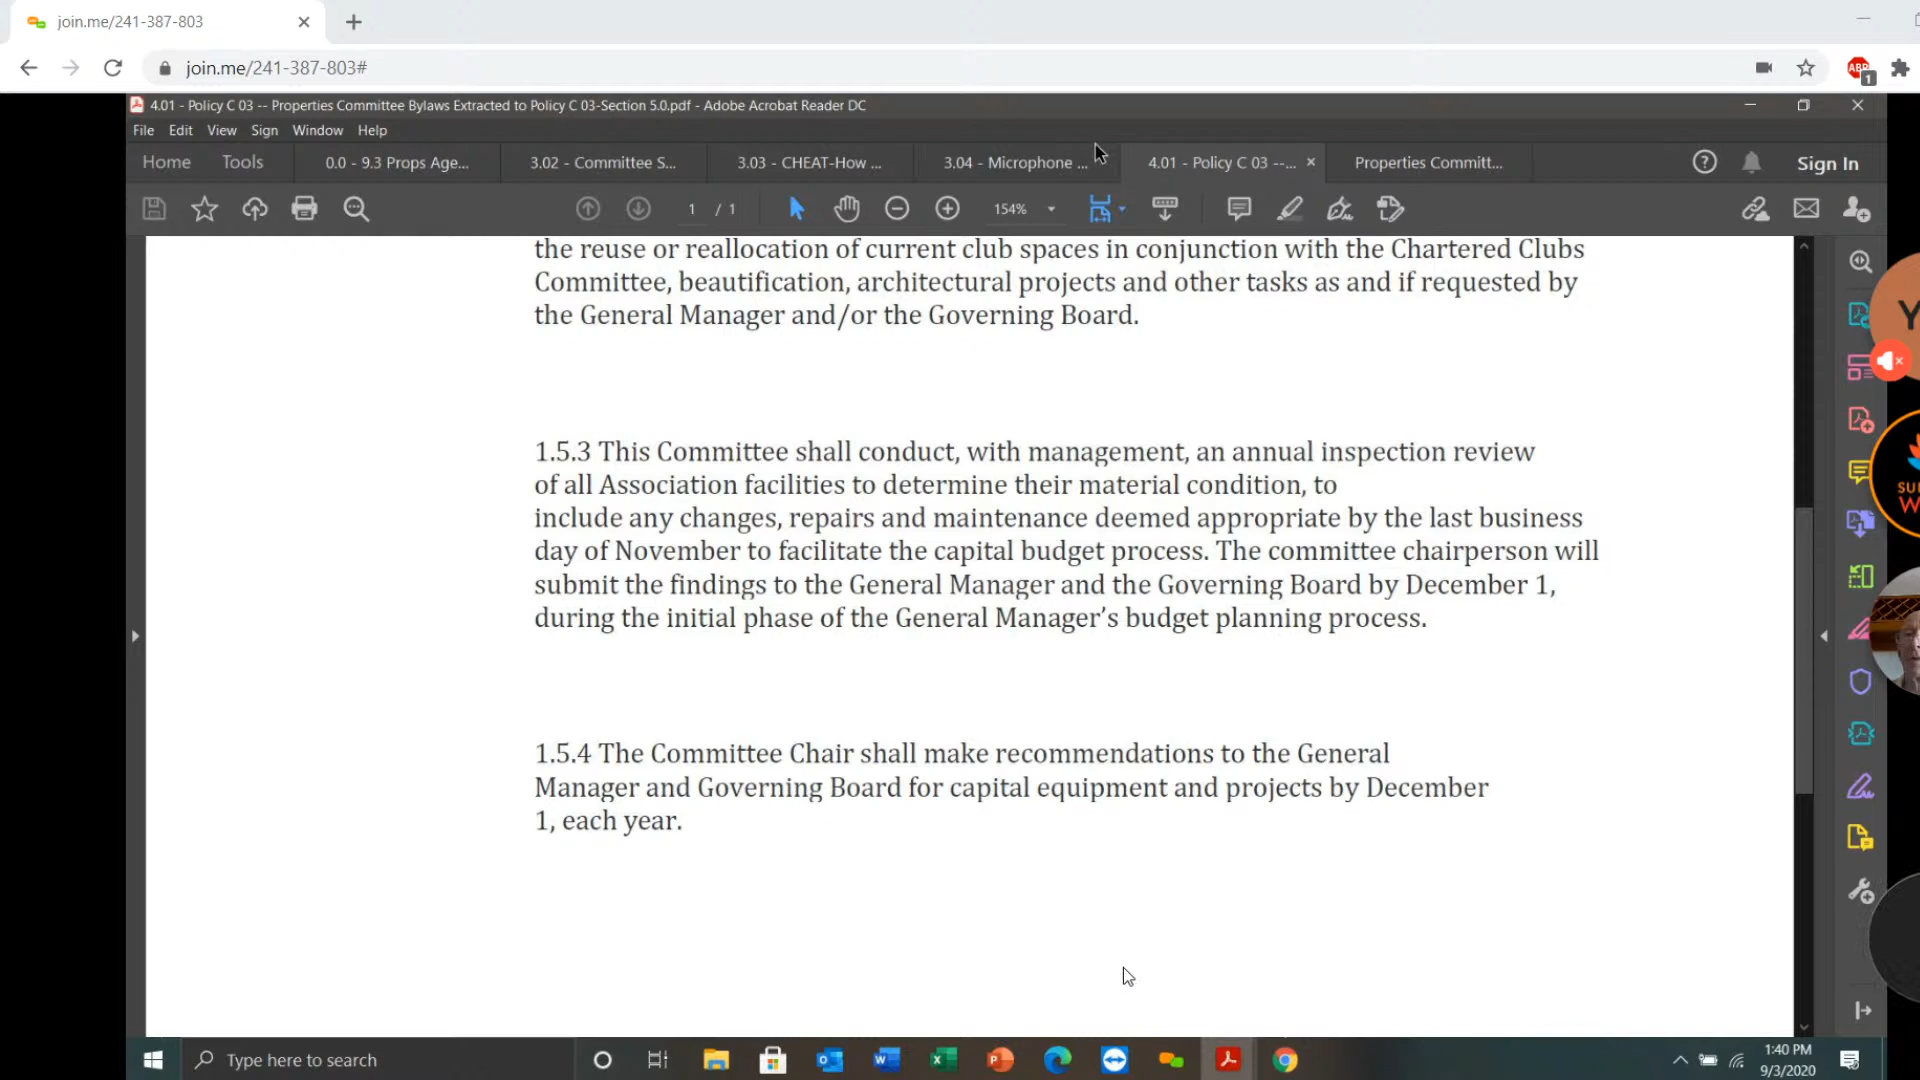 join.me/241-387-803
join.me/241-387-803#
ABP
1
4.01 - Policy C 03 -- Properties Committee Bylaws Extracted to Policy C 03-Section 5.0.pdf - Adobe Acrobat Reader DC
File Edit View Sign Window Help
Home Tools 0.0 - 9.3 Props Age... 3.02 - Committee S... 3.03 - CHEAT-How ... 3.04 - Microphone ... 4.01 - Policy C 03 --... Properties Committ... Sign In
1 / 1 154%
the reuse or reallocation of current club spaces in conjunction with the Chartered Clubs
Committee, beautification, architectural projects and other tasks as and if requested by
the General Manager and/or the Governing Board.
1.5.3 This Committee shall conduct, with management, an annual inspection review
of all Association facilities to determine their material condition, to
include any changes, repairs and maintenance deemed appropriate by the last business
day of November to facilitate the capital budget process. The committee chairperson will
submit the findings to the General Manager and the Governing Board by December 1,
during the initial phase of the General Manager’s budget planning process.
1.5.4 The Committee Chair shall make recommendations to the General
Manager and Governing Board for capital equipment and projects by December
1, each year.
Type here to search
1:40 PM
9/3/2020